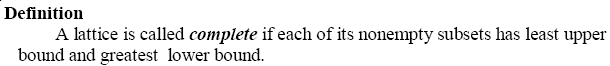 Definition
A lattice is called complete if each of its nonempty subsets has least upper
bound and greatest lower bound.